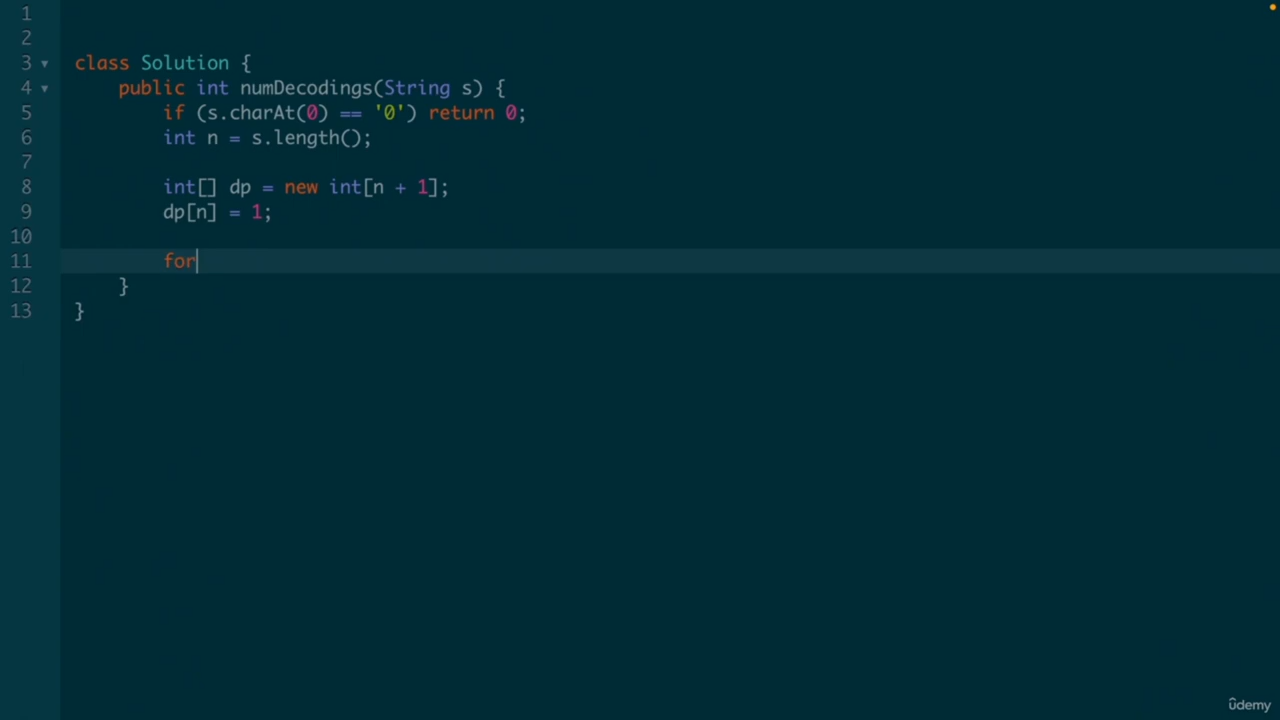 1
2
3 class Solution {
4 public int numDecodings(String s) {
5 if (s.charAt(0) == '0') return 0;
6 int n = s.length();
7
8 int[] dp = new int[n + 1];
9 dp[n] = 1;
10
11 for
12 }
13 }
ûdemy